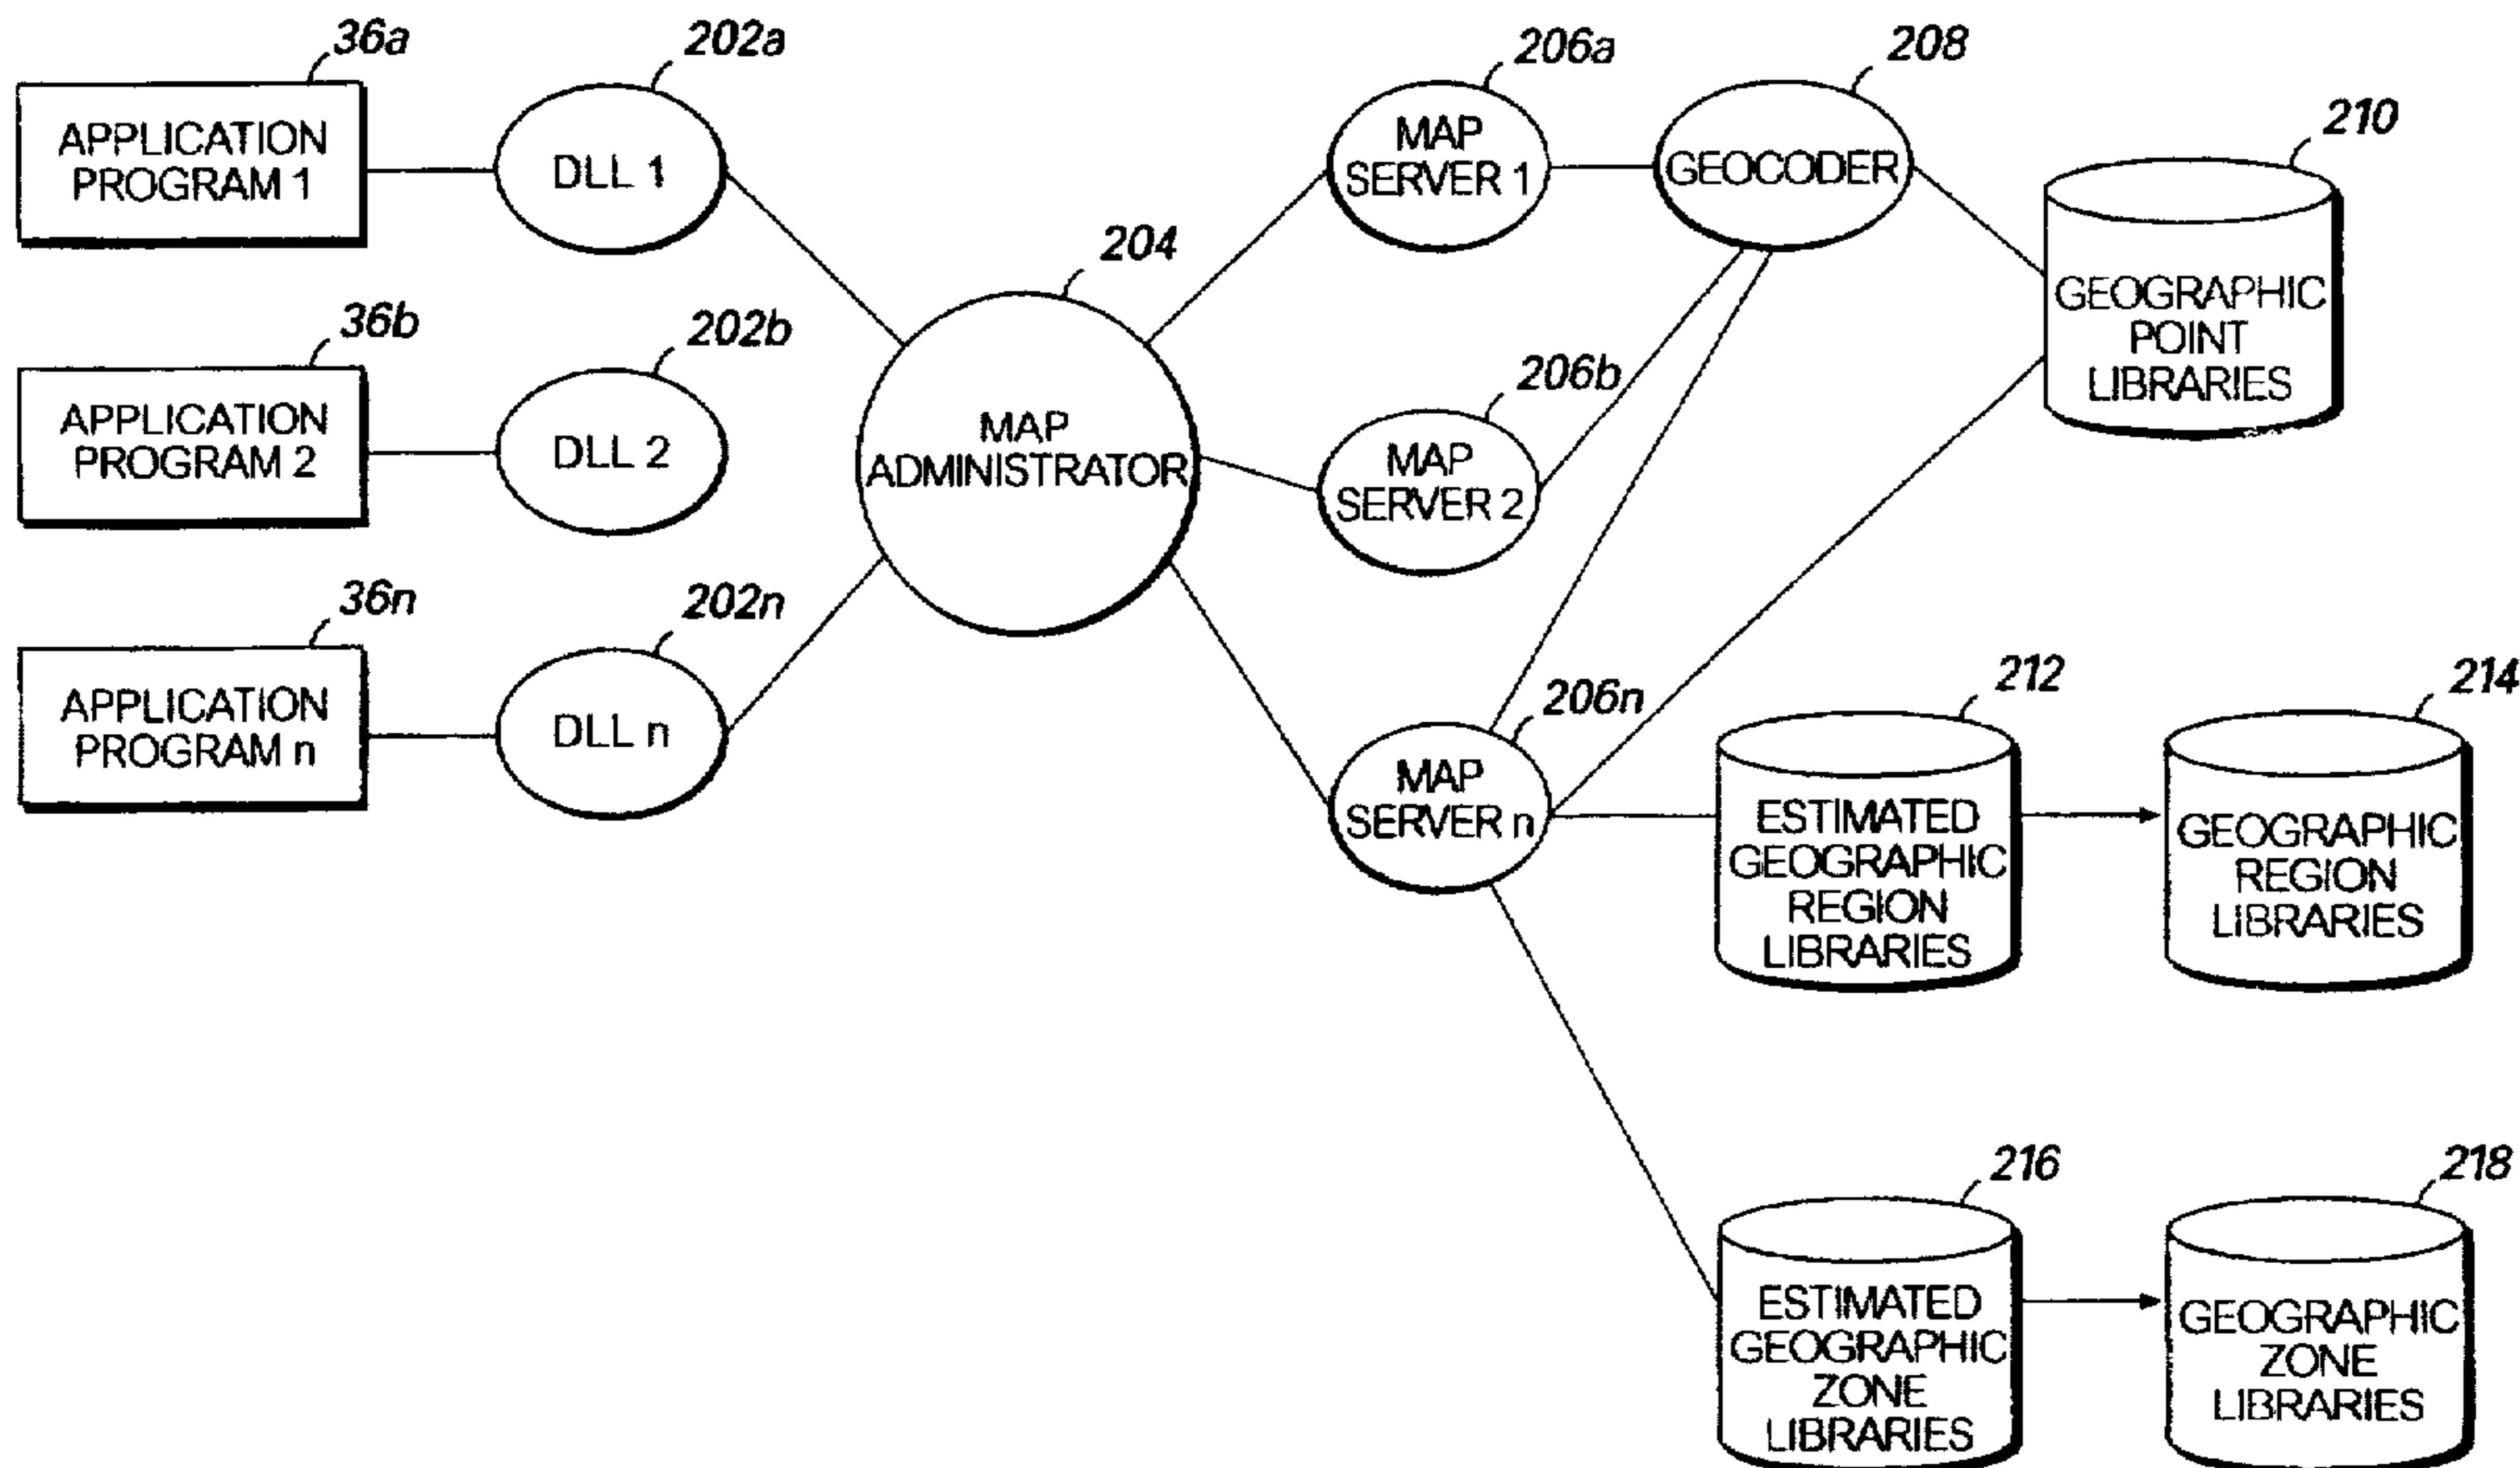 36a
APPLICATION
PROGRAM 1
202a
DLL 1
206a
MAP
SERVER 1
208
GEOCODER
210
GEOGRAPHIC
POINT
LIBRARIES
204
MAP
ADMINISTRATOR
36b
APPLICATION
PROGRAM 2
202b
DLL 2
206b
MAP
SERVER 2
36n
APPLICATION
PROGRAM n
202n
DLL n
206n
MAP
SERVER n
212
ESTIMATED
GEOGRAPHIC
REGION
LIBRARIES
214
GEOGRAPHIC
REGION
LIBRARIES
216
ESTIMATED
GEOGRAPHIC
ZONE
LIBRARIES
218
GEOGRAPHIC
ZONE
LIBRARIES